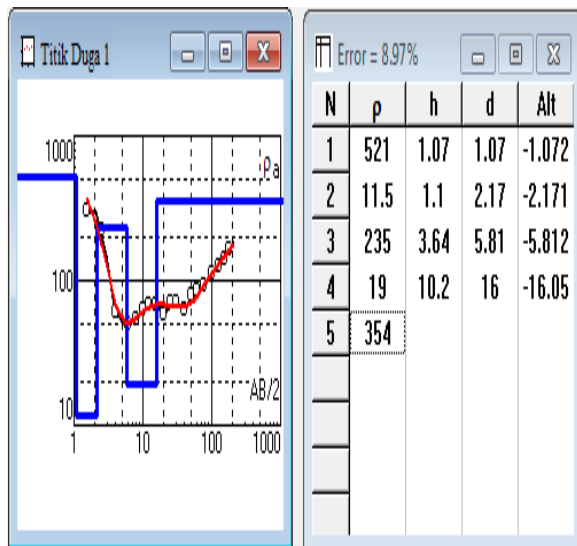 Titik Duga 1
1000
ρa
100
10
AB/2
1 10 100 1000
Error = 8.97%
N ρ h d Alt
1 521 1.07 1.07 -1.072
2 11.5 1.1 2.17 -2.171
3 235 3.64 5.81 -5.812
4 19 10.2 16 -16.05
5 354